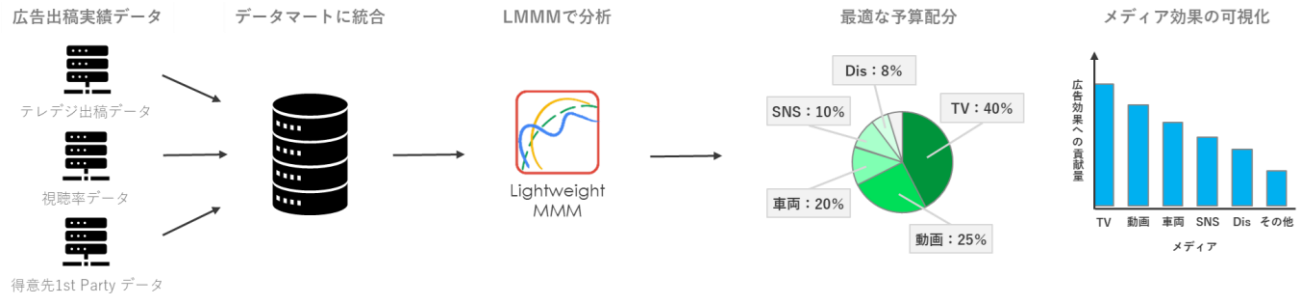 広告出稿実績データ
データマートに統合
LMMMで分析
最適な予算配分
メディア効果の可視化
テレデジ出稿データ
視聴率データ
得意先1st Party データ
Lightweight
MMM
Dis：8%
SNS：10%
TV：40%
車両：20%
動画：25%
広告効果への貢献量
TV 動画 車両 SNS Dis その他
メディア